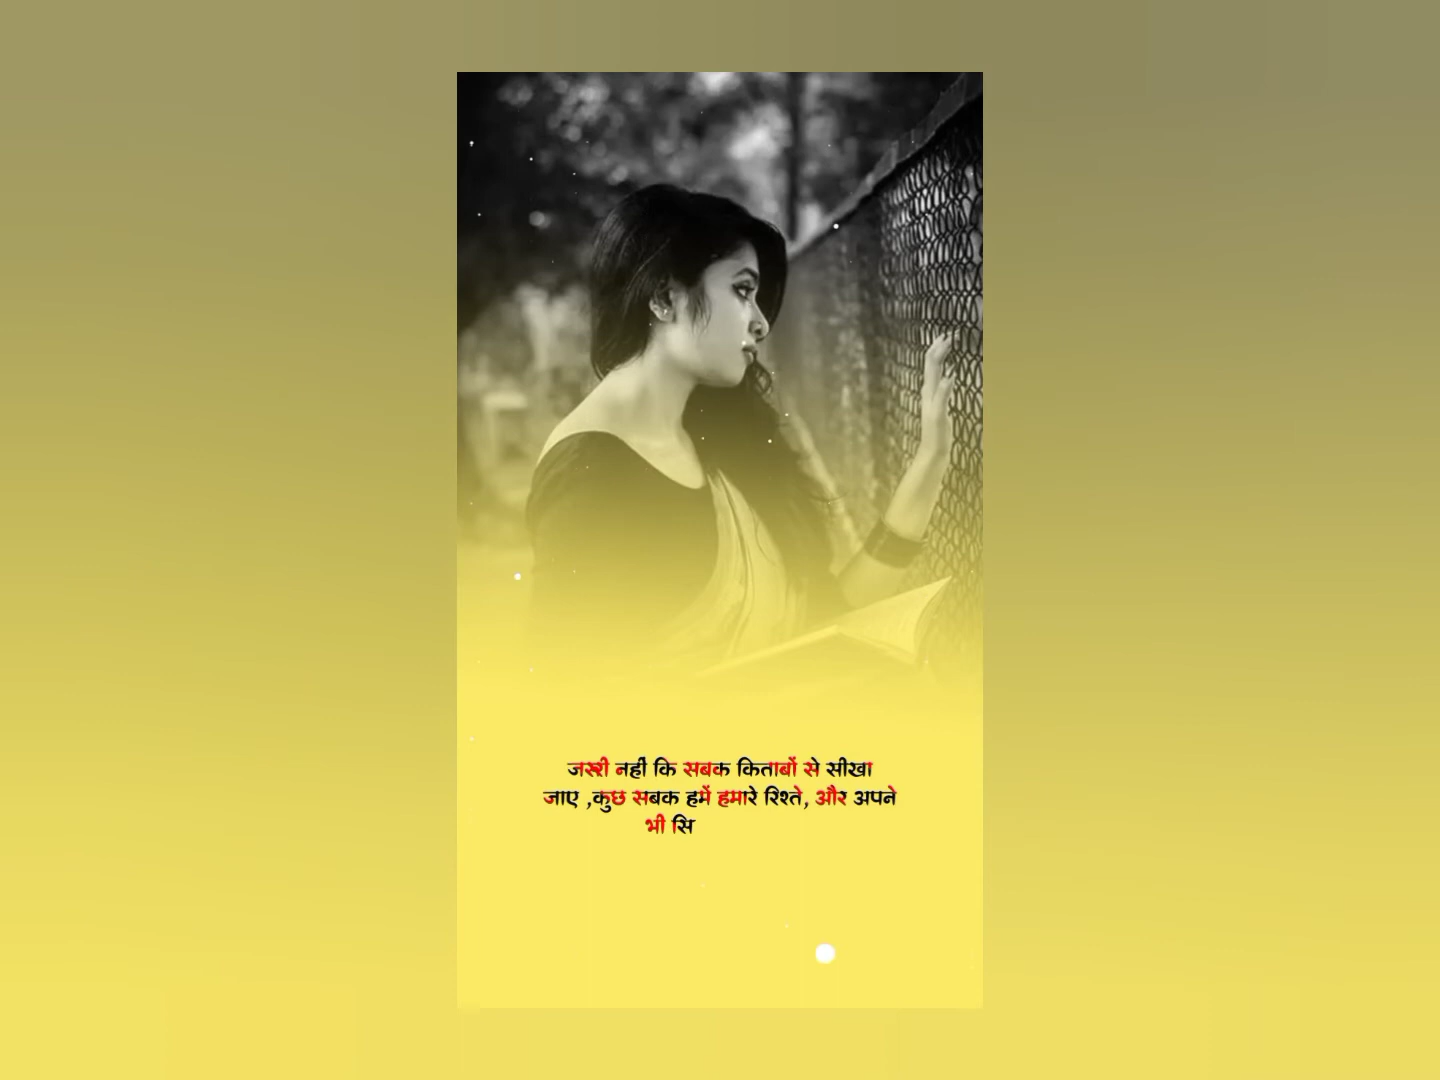 जरुरी नहीं कि सबक किताबों से सीखा
जाए ,कुछ सबक हमें हमारे रिश्ते, और अपने
भी सि